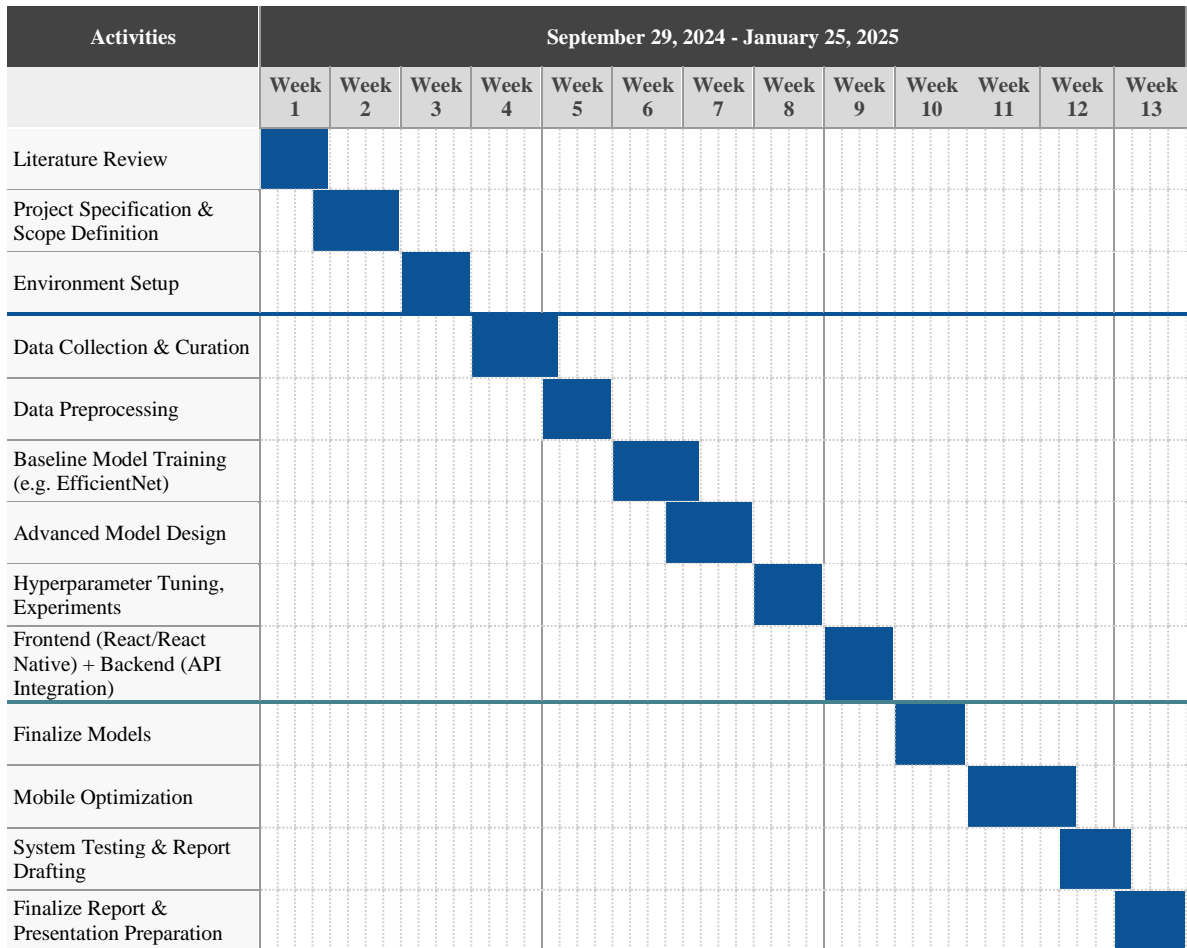 Activities
September 29, 2024 - January 25, 2025
Week 1
Week 2
Week 3
Week 4
Week 5
Week 6
Week 7
Week 8
Week 9
Week 10
Week 11
Week 12
Week 13
Literature Review
Project Specification &
Scope Definition
Environment Setup
Data Collection & Curation
Data Preprocessing
Baseline Model Training
(e.g. EfficientNet)
Advanced Model Design
Hyperparameter Tuning,
Experiments
Frontend (React/React
Native) + Backend (API
Integration)
Finalize Models
Mobile Optimization
System Testing & Report
Drafting
Finalize Report &
Presentation Preparation